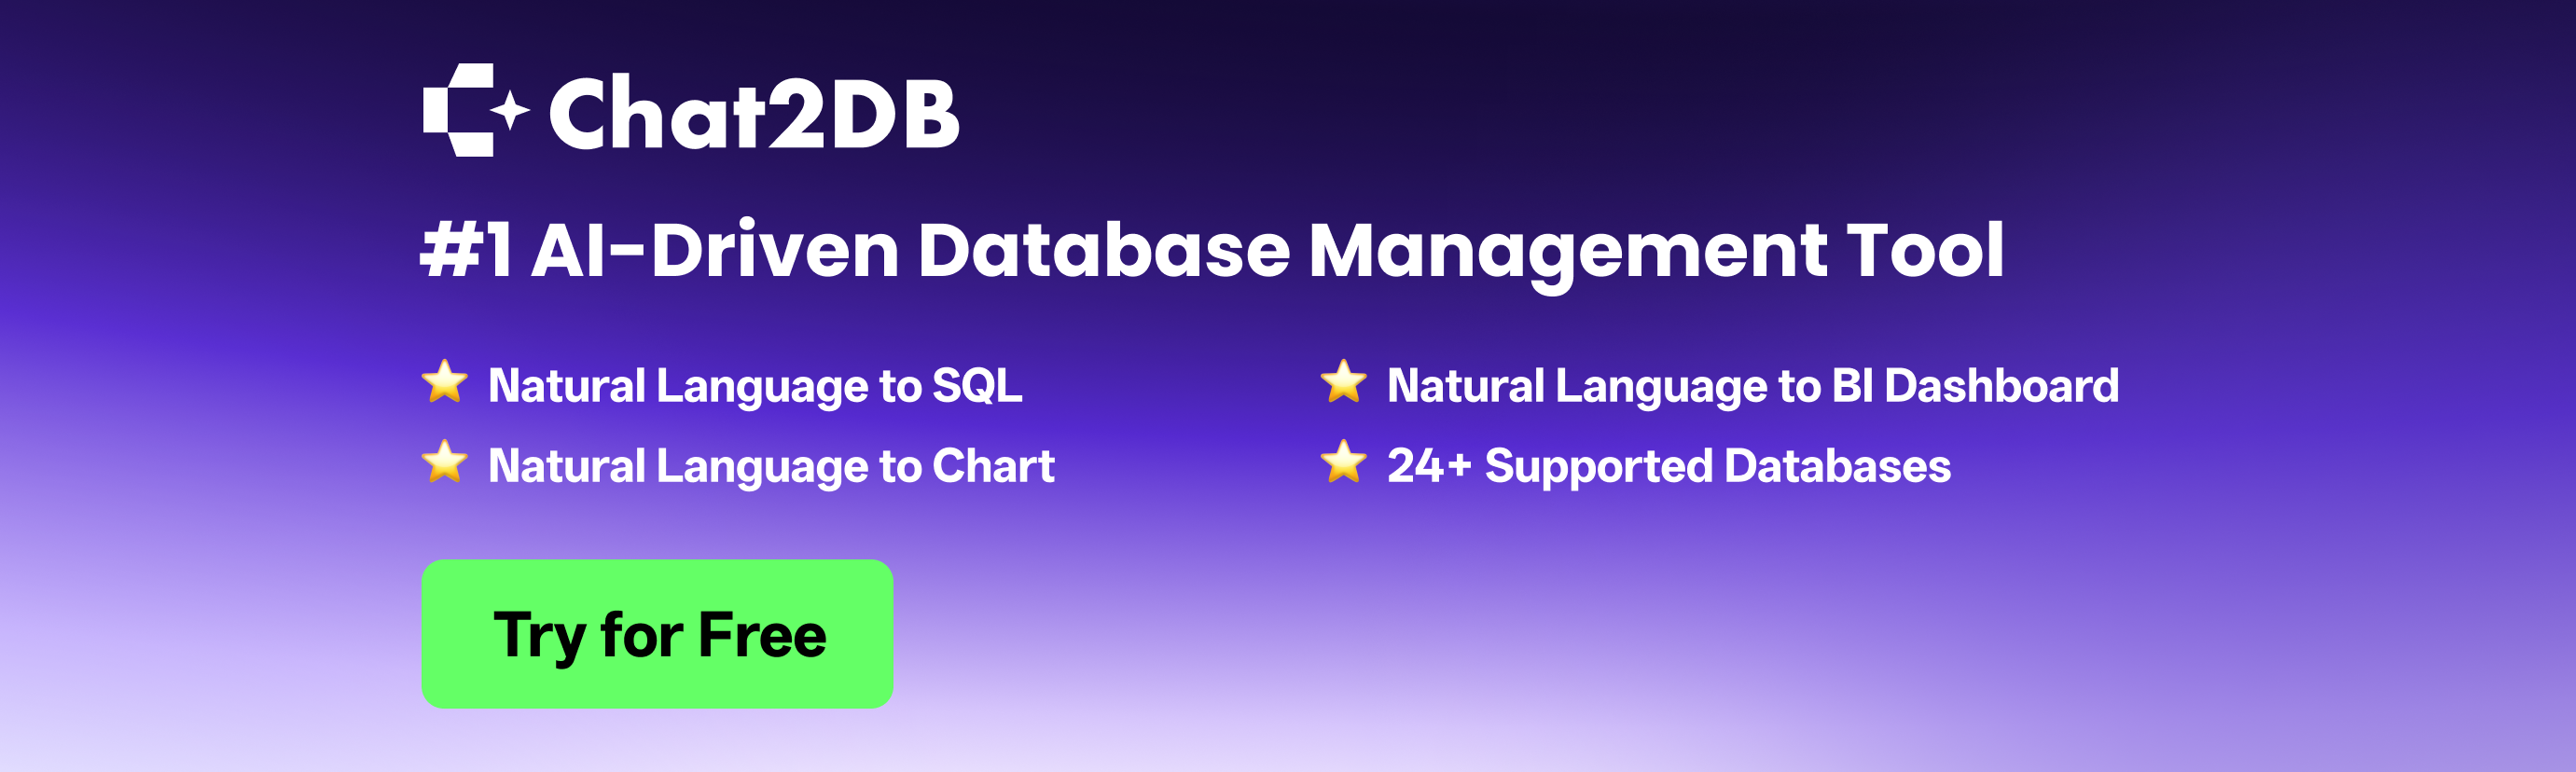 Chat2DB
#1 AI-Driven Database Management Tool
Natural Language to SQL
Natural Language to BI Dashboard
Natural Language to Chart
24+ Supported Databases
Try for Free